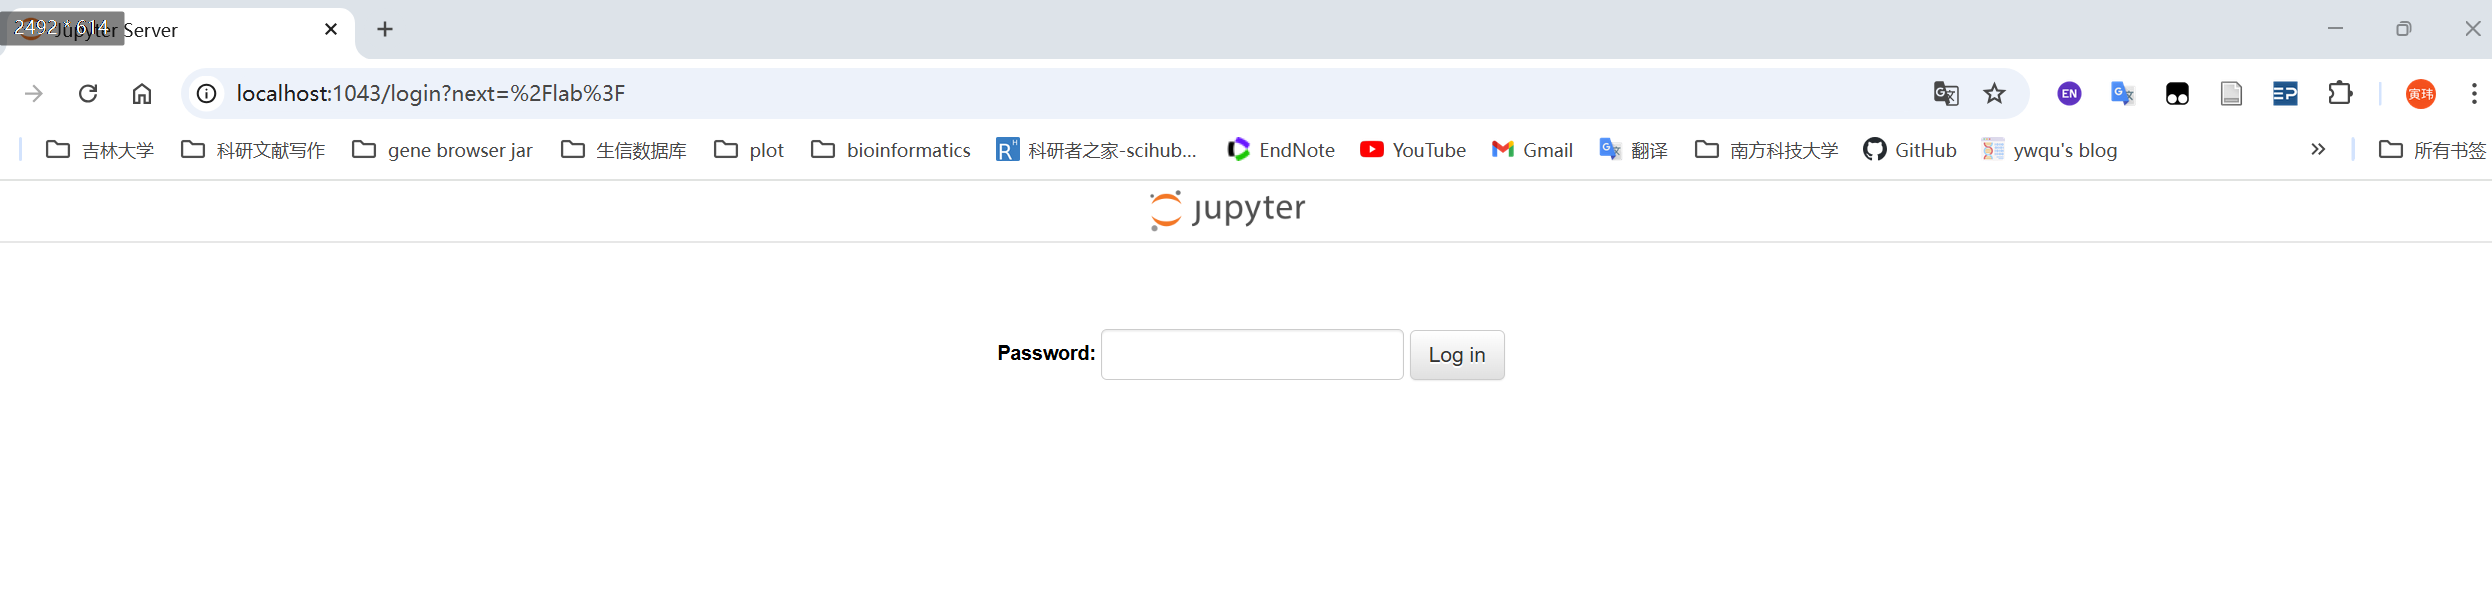 2492 * 614
Jupyter Server
localhost:1043/login?next=%2Flab%3F
EN
EP
寅玮
吉林大学
科研文献写作
gene browser jar
生信数据库
plot
bioinformatics
科研者之家-scihub...
EndNote
YouTube
Gmail
翻译
南方科技大学
GitHub
ywqu's blog
所有书签
jupyter
Password:
Log in